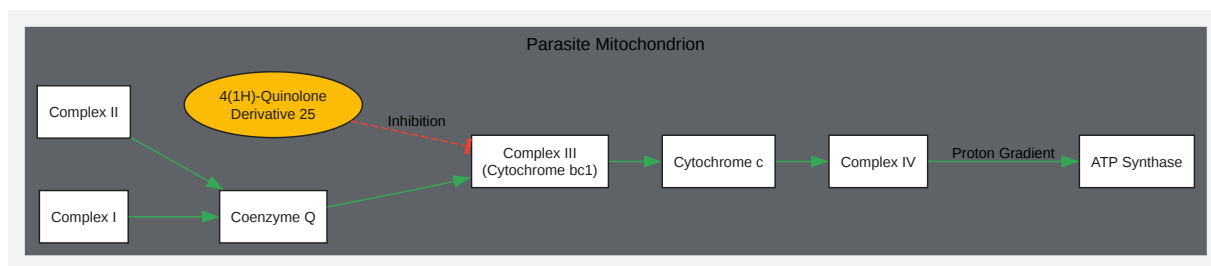 Parasite Mitochondrion
Complex II
4(1H)-Quinolone
Derivative 25
Inhibition
Complex III
(Cytochrome bc1)
Cytochrome c
Complex IV
Proton Gradient
ATP Synthase
Complex I
Coenzyme Q